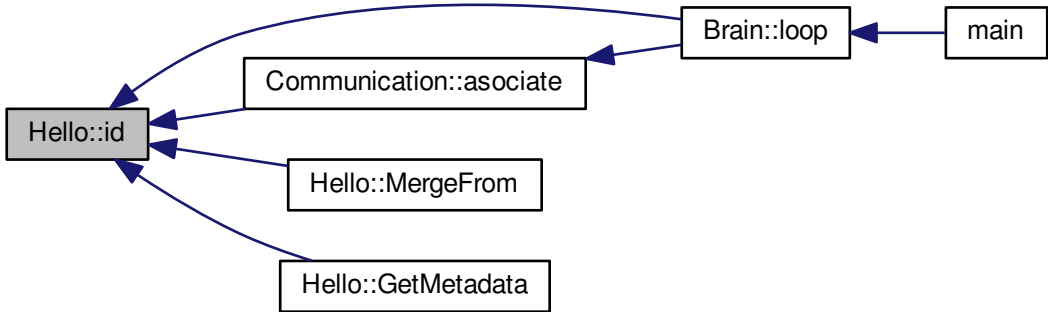 Hello::id
Brain::loop
main
Communication::asociate
Hello::MergeFrom
Hello::GetMetadata